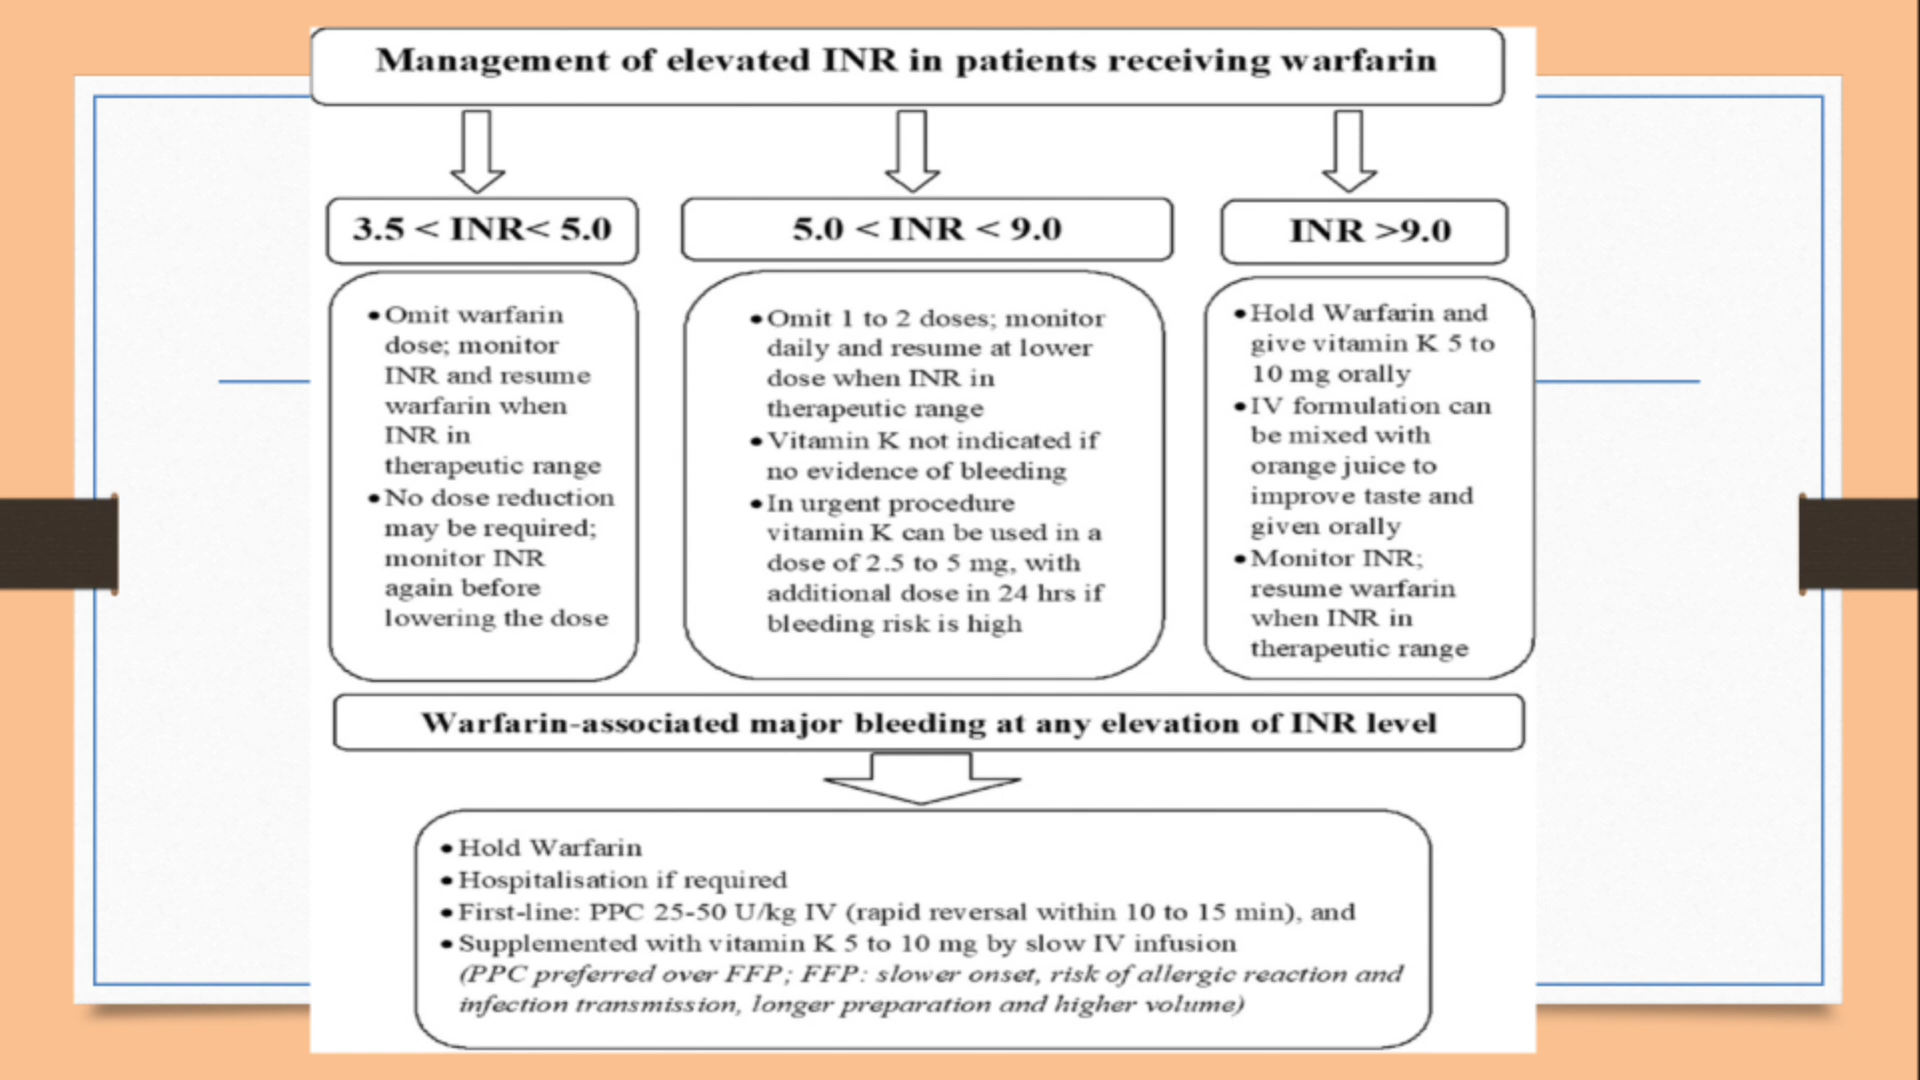 Management of elevated INR in patients receiving warfarin
3.5 < INR< 5.0
•Omit warfarin
dose; monitor
INR and resume
warfarin when
INR in
therapeutic range
•No dose reduction
may be required;
monitor INR
again before
lowering the dose
5.0 < INR < 9.0
•Omit 1 to 2 doses; monitor
daily and resume at lower
dose when INR in
therapeutic range
•Vitamin K not indicated if
no evidence of bleeding
•In urgent procedure
vitamin K can be used in a
dose of 2.5 to 5 mg, with
additional dose in 24 hrs if
bleeding risk is high
INR >9.0
•Hold Warfarin and
give vitamin K 5 to
10 mg orally
•IV formulation can
be mixed with
orange juice to
improve taste and
given orally
•Monitor INR;
resume warfarin
when INR in
therapeutic range
Warfarin-associated major bleeding at any elevation of INR level
•Hold Warfarin
•Hospitalisation if required
•First-line: PPC 25-50 U/kg IV (rapid reversal within 10 to 15 min), and
•Supplemented with vitamin K 5 to 10 mg by slow IV infusion
(PPC preferred over FFP; FFP: slower onset, risk of allergic reaction and
infection transmission, longer preparation and higher volume)